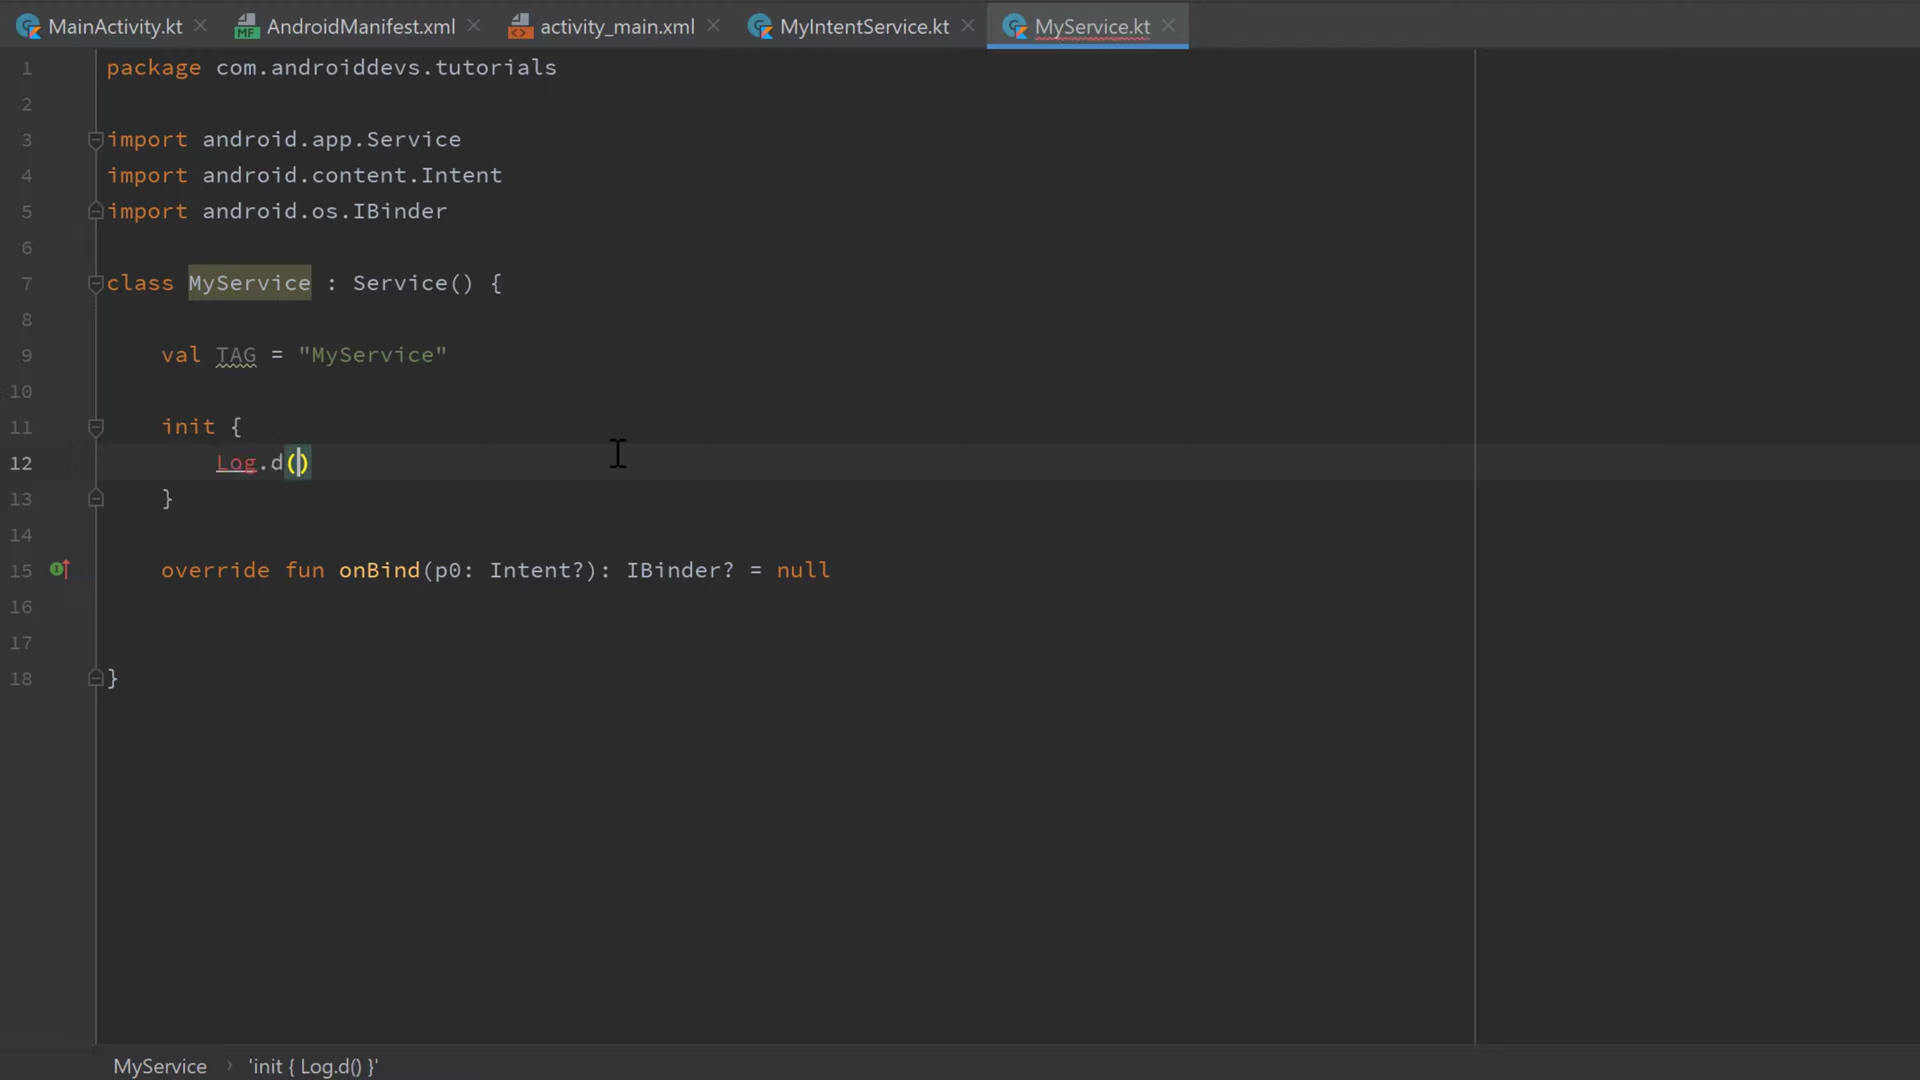 MainActivity.kt AndroidManifest.xml activity_main.xml MyIntentService.kt MyService.kt
1 package com.androiddevs.tutorials
2
3 import android.app.Service
4 import android.content.Intent
5 import android.os.IBinder
6
7 class MyService : Service() {
8
9 val TAG = "MyService"
10
11 init {
12 Log.d()
13 }
14
15 override fun onBind(p0: Intent?): IBinder? = null
16
17
18 }
MyService › 'init { Log.d() }'